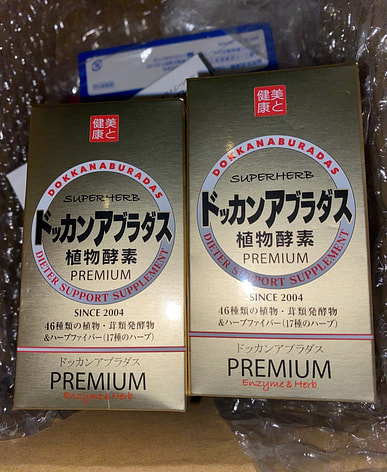 美と
健康
DOKKANABURADAS
SUPERHERB
ドッカンアブラダス
植物酵素
PREMIUM
DIETER SUPPORT SUPPLEMENT
SINCE 2004
46種類の植物・茸類発酵物
&ハーブファイバー(17種のハーブ)
ドッカンアブラダス
PREMIUM
Enzyme & Herb
美と
健康
DOKKANABURADAS
SUPERHERB
ドッカンアブラダス
植物酵素
PREMIUM
DIETER SUPPORT SUPPLEMENT
SINCE 2004
46種類の植物・茸類発酵物
&ハーブファイバー(17種のハーブ)
ドッカンアブラダス
PREMIUM
Enzyme & Herb